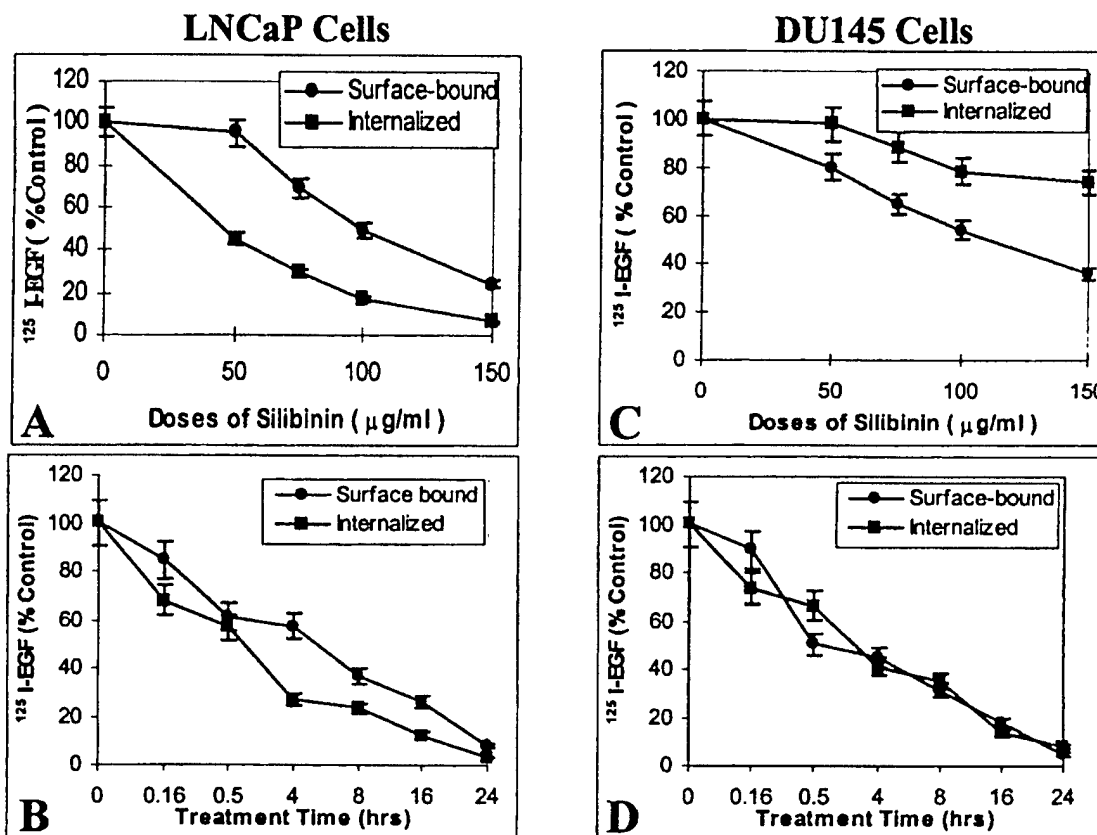 LNCaP Cells
DU145 Cells
120
100
80
60
40
20
0
¹²⁵ I-EGF ( %Control)
Surface-bound
Internalized
0 50 100 150
Doses of Silibinin ( µg/ml )
A
120
100
80
60
40
20
0
¹²⁵ I-EGF ( % Control)
Surface-bound
Internalized
0 50 100 150
Doses of Silibinin ( µg/ml)
C
120
100
80
60
40
20
0
¹²⁵ I-EGF (% Control)
Surface bound
Internalized
0 0.16 0.5 4 8 16 24
Treatment Time (hrs)
B
120
100
80
60
40
20
0
¹²⁵ I-EGF (% Control)
Surface-bound
Internalized
0 0.16 0.5 4 8 16 24
Treatment Time (hrs)
D